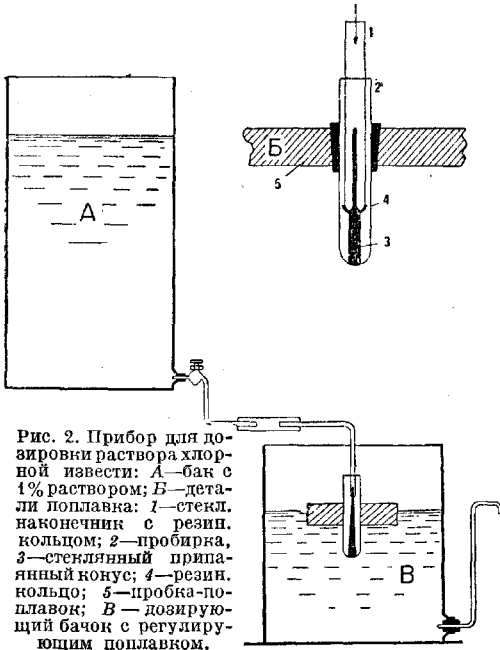 1
2
Б
5
4
3
А
В
Рис. 2. Прибор для до-
зировки раствора хлор-
ной извести: А—бак с
1% раствором; Б—дета-
ли поплавка: 1—стекл.
наконечник с резин.
кольцом; 2—пробирка,
3—стеклянный припа-
янный конус; 4—резин.
кольцо; 5—пробка-по-
плавок; В — дозирую-
щий бачок с регулирую-
ющим поплавком.